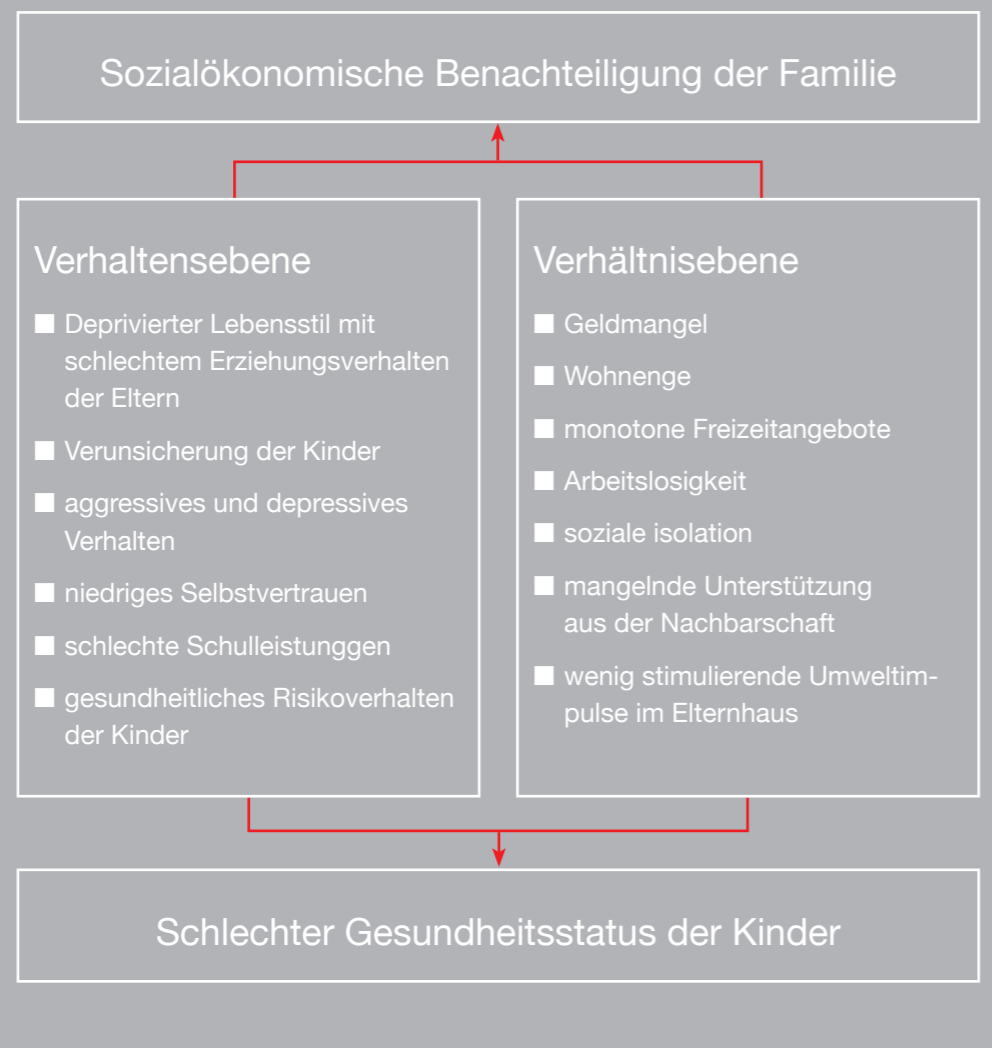 Sozialökonomische Benachteiligung der Familie
Verhaltensebene
■ Deprivierter Lebensstil mit
schlechtem Erziehungsverhalten
der Eltern
■ Verunsicherung der Kinder
■ aggressives und depressives
Verhalten
■ niedriges Selbstvertrauen
■ schlechte Schulleistunggen
■ gesundheitliches Risikoverhalten
der Kinder
Verhältnisebene
■ Geldmangel
■ Wohnenge
■ monotone Freizeitangebote
■ Arbeitslosigkeit
■ soziale isolation
■ mangelnde Unterstützung
aus der Nachbarschaft
■ wenig stimulierende Umweltim-
pulse im Elternhaus
Schlechter Gesundheitsstatus der Kinder